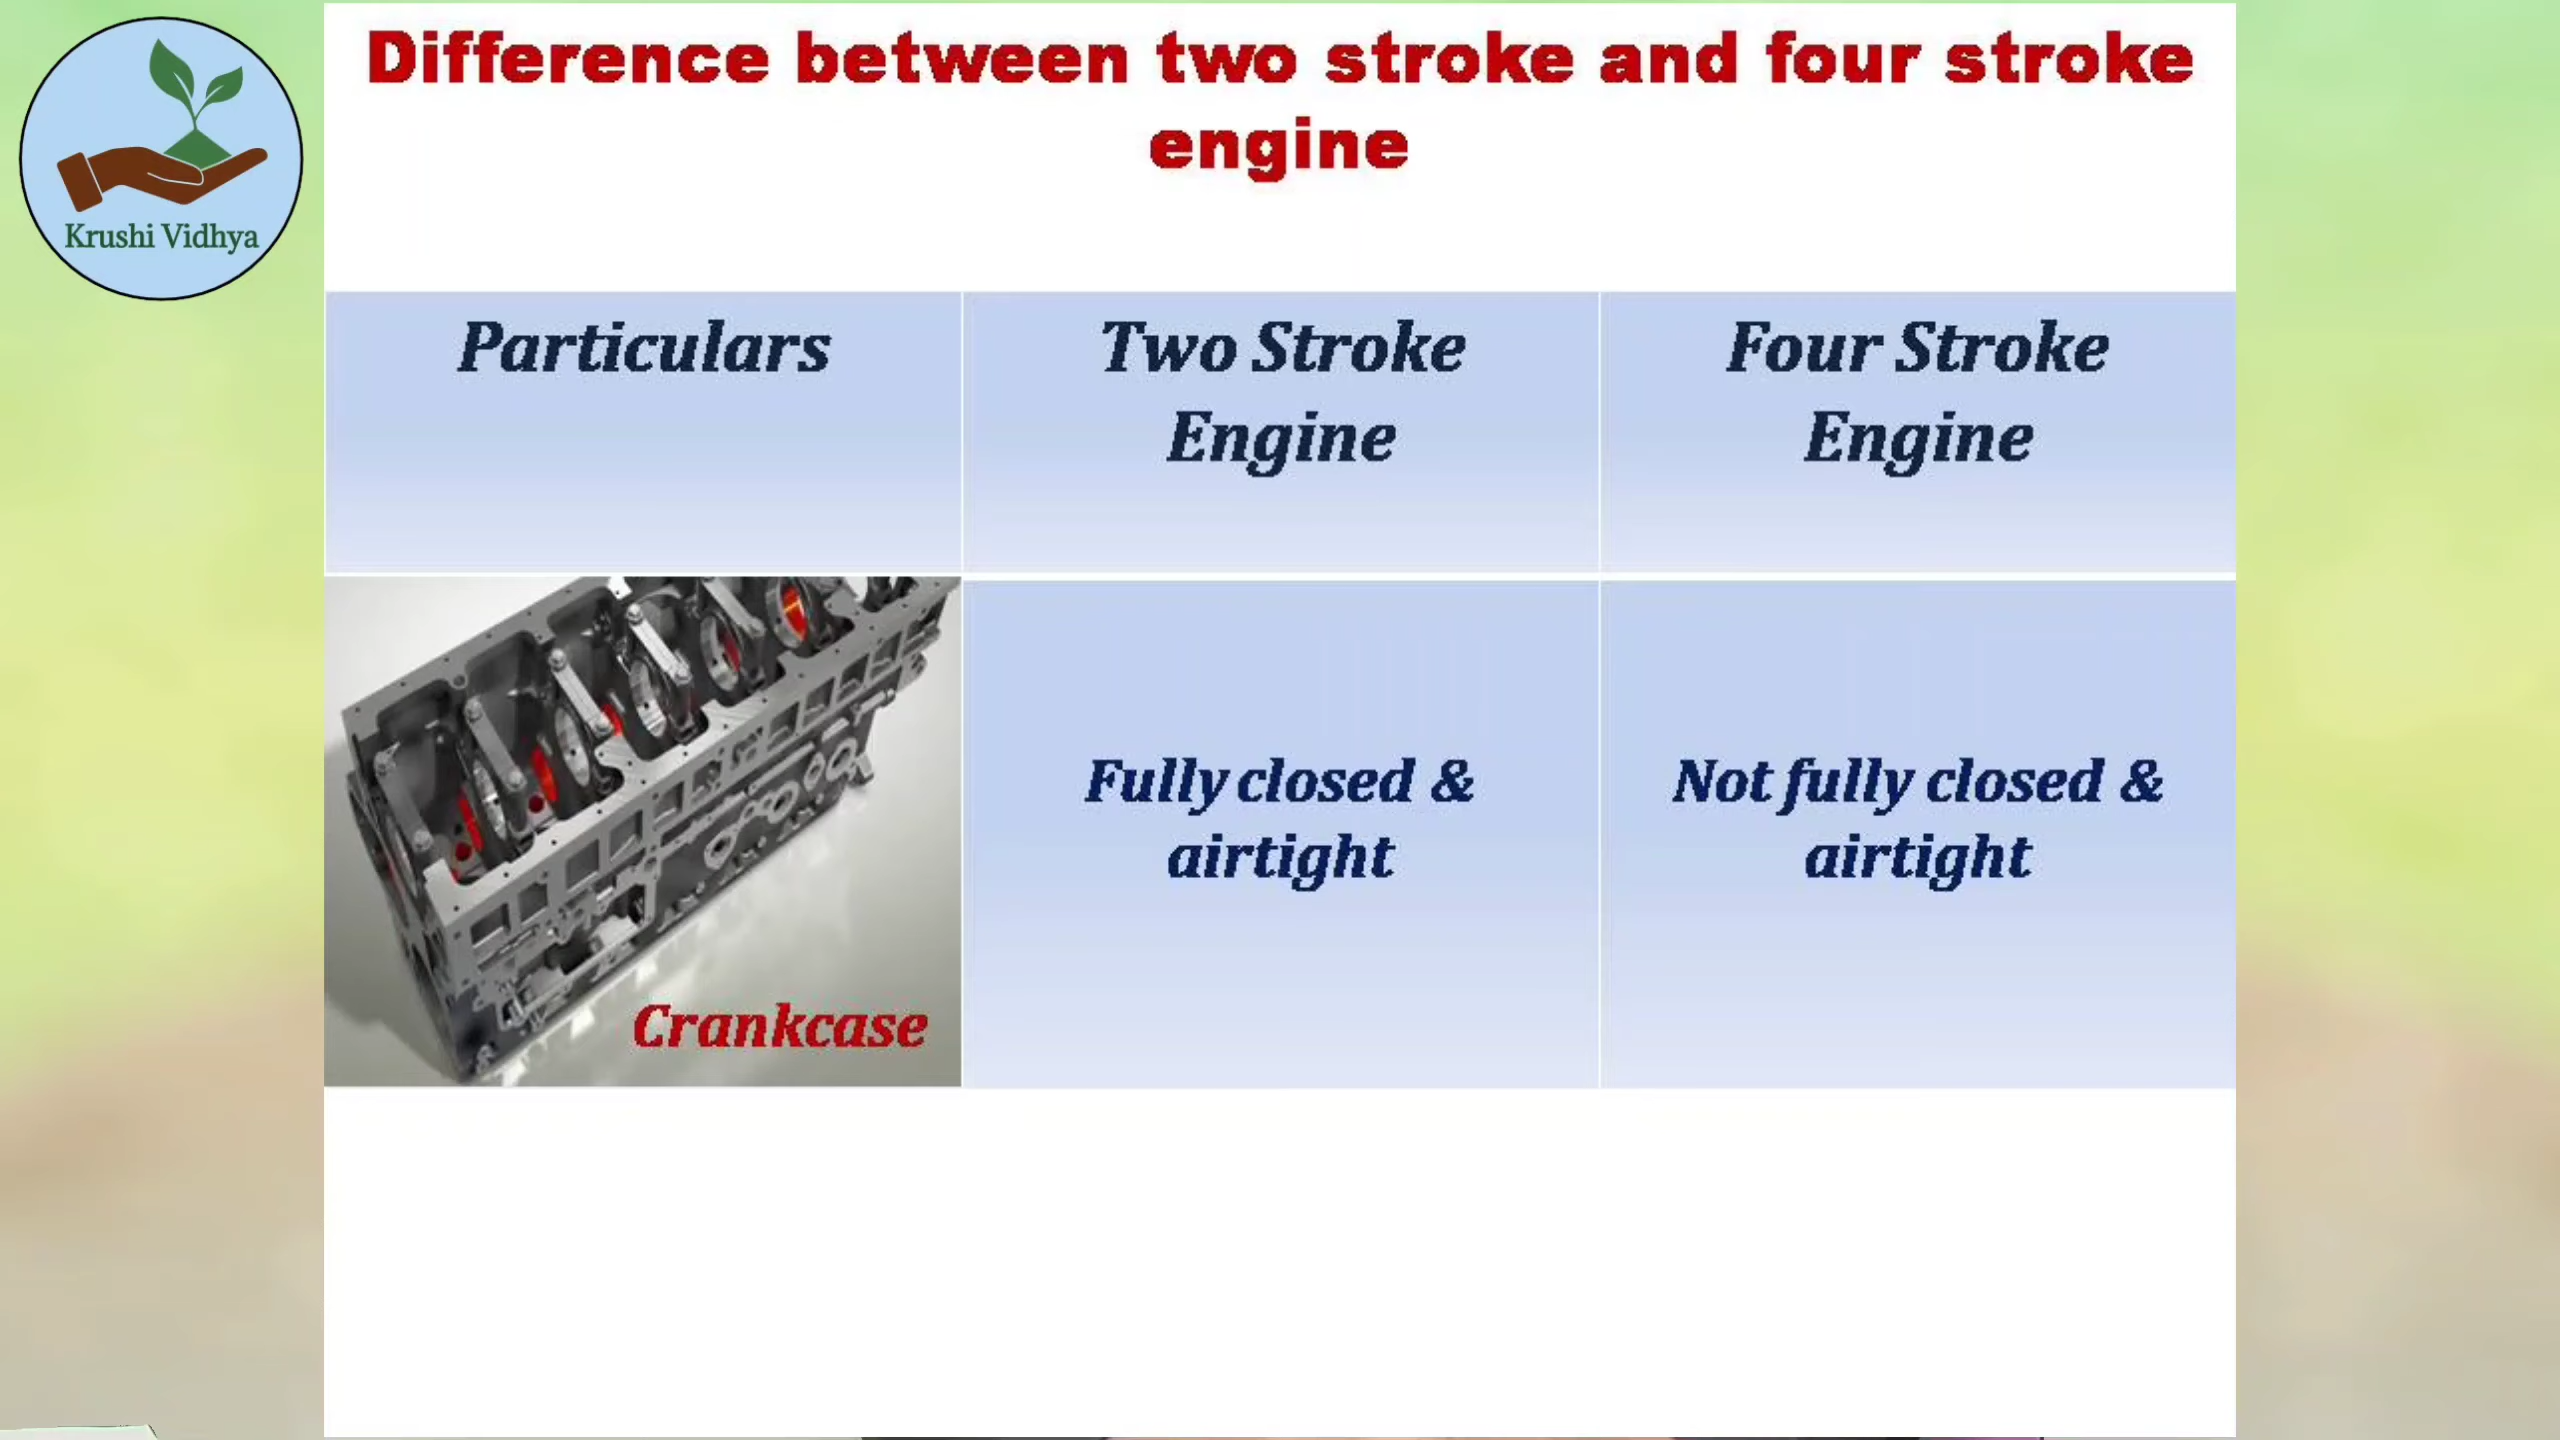 Krushi Vidhya
Difference between two stroke and four stroke
engine
Particulars
Two Stroke
Engine
Four Stroke
Engine
Crankcase
Fully closed &
airtight
Not fully closed &
airtight